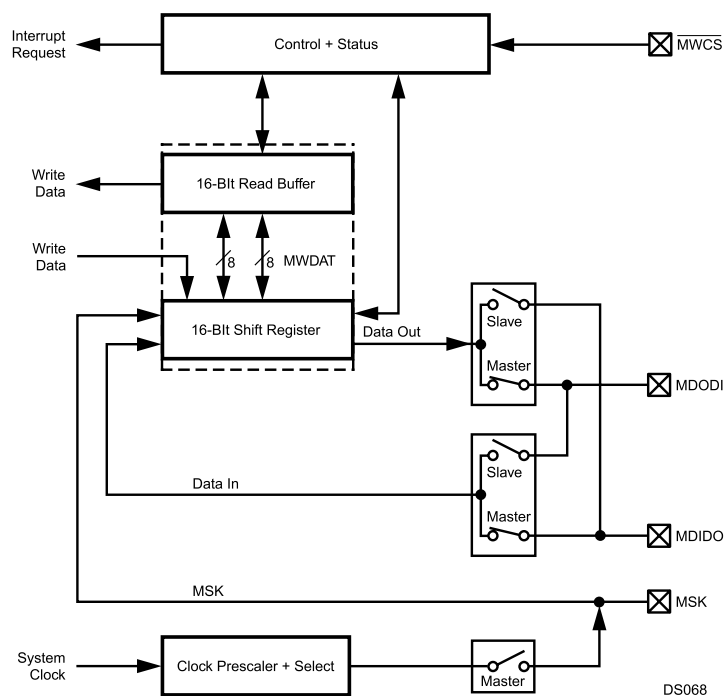 Interrupt
Request
Control + Status
MWCS
Write
Data
16-BIt Read Buffer
Write
Data
8
8
MWDAT
16-BIt Shift Register
Data Out
Slave
Master
MDODI
Slave
Data In
Master
MDIDO
MSK
MSK
System
Clock
Clock Prescaler + Select
Master
DS068